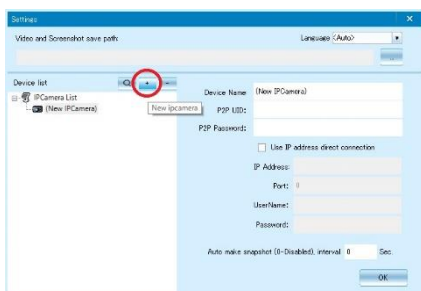 Settings
Video and Screenshot save path:
Language <Auto>
Device list
IPCamera List
(New IPCamera)
New ipcamera
Device Name (New IPCamera)
P2P UID:
P2P Password:
Use IP address direct connection
IP Address:
Port: 0
UserName:
Password:
Auto make snapshot (0-Disabled), interval 0 Sec.
OK